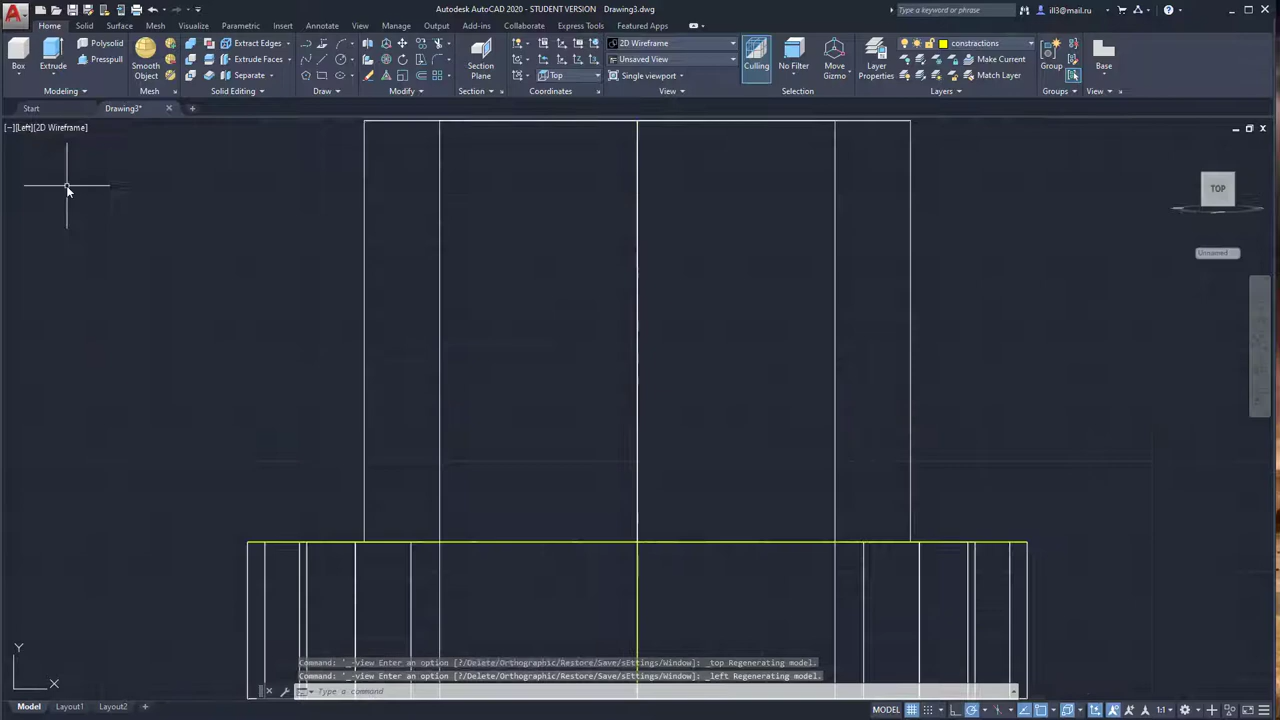 Autodesk AutoCAD 2020 - STUDENT VERSION Drawing3.dwg
Type a keyword or phrase
ill3@mail.ru
Home Solid Surface Mesh Visualize Parametric Insert Annotate View Manage Output Add-ins Collaborate Express Tools Featured Apps
Polysolid
Presspull
Extract Edges
Extrude Faces
Separate
2D Wireframe
Unsaved View
Top
Single viewport
constractions
Make Current
Match Layer
Box
Extrude
Smooth
Object
Section
Plane
Culling
No Filter
Move
Gizmo
Layer
Properties
Group
Base
Modeling
Mesh
Solid Editing
Draw
Modify
Section
Coordinates
View
Selection
Layers
Groups
View
Start
Drawing3*
[−][Left][2D Wireframe]
TOP
Unnamed
Y
X
Command: '_-view Enter an option [?/Delete/Orthographic/Restore/Save/sEttings/Window]: _top Regenerating model.
Command: '_-view Enter an option [?/Delete/Orthographic/Restore/Save/sEttings/Window]: _left Regenerating model.
Type a command
Model Layout1 Layout2
MODEL
1:1